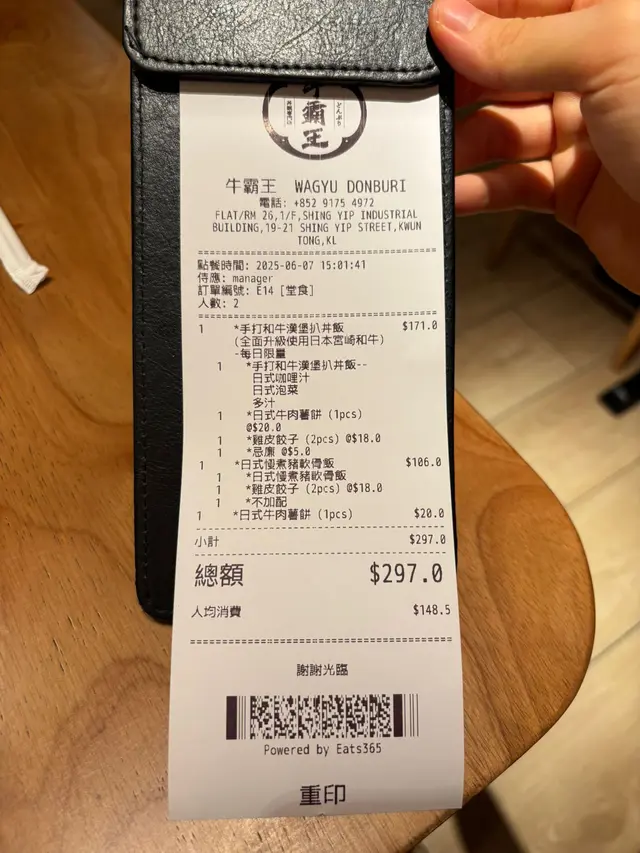 霸王
どんぶり
牛霸王 WAGYU DONBURI
電話: +852 9175 4972
FLAT/RM 26,1/F,SHING YIP INDUSTRIAL
BUILDING,19-21 SHING YIP STREET,KWUN
TONG,KL
點餐時間: 2025-06-07 15:01:41
侍應: manager
訂單編號: E14 [堂食]
人數: 2
1 *手打和牛漢堡扒丼飯 $171.0
(全面升級使用日本宮崎和牛)
-每日限量
1 *手打和牛漢堡扒丼飯--
日式咖哩汁
日式泡菜
多汁
1 *日式牛肉薯餅 (1pcs)
@$20.0
1 *雞皮餃子 (2pcs) @$18.0
1 *忌廉 @$5.0
1 *日式慢煮豬軟骨飯 $106.0
1 *日式慢煮豬軟骨飯
1 *雞皮餃子 (2pcs) @$18.0
1 *不加配
1 *日式牛肉薯餅 (1pcs) $20.0
小計 $297.0
總額 $297.0
人均消費 $148.5
謝謝光臨
Powered by Eats365
重印